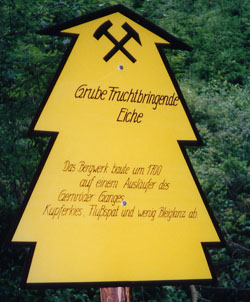 Grube Fruchtbringende
Eiche
Das Bergwerk baute um 1700
auf einem Ausläufer des
Gernröder Ganges
Kupferkies, Flußspat und wenig Bleiglanz ab.